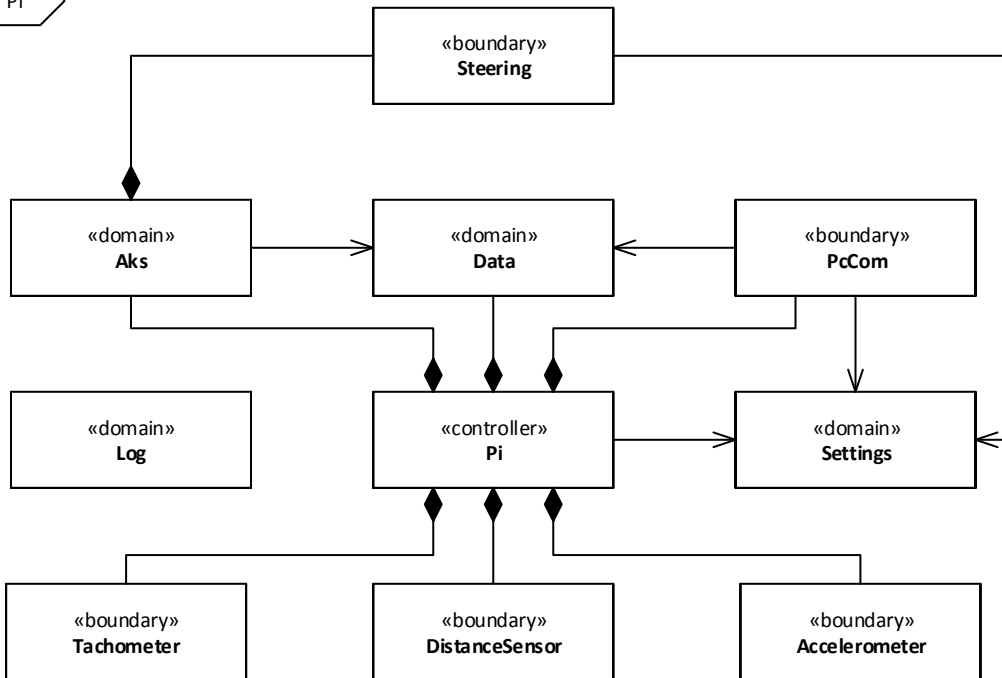 Pi
«boundary»
Steering
«domain»
Aks
«domain»
Data
«boundary»
PcCom
«domain»
Log
«controller»
Pi
«domain»
Settings
«boundary»
Tachometer
«boundary»
DistanceSensor
«boundary»
Accelerometer